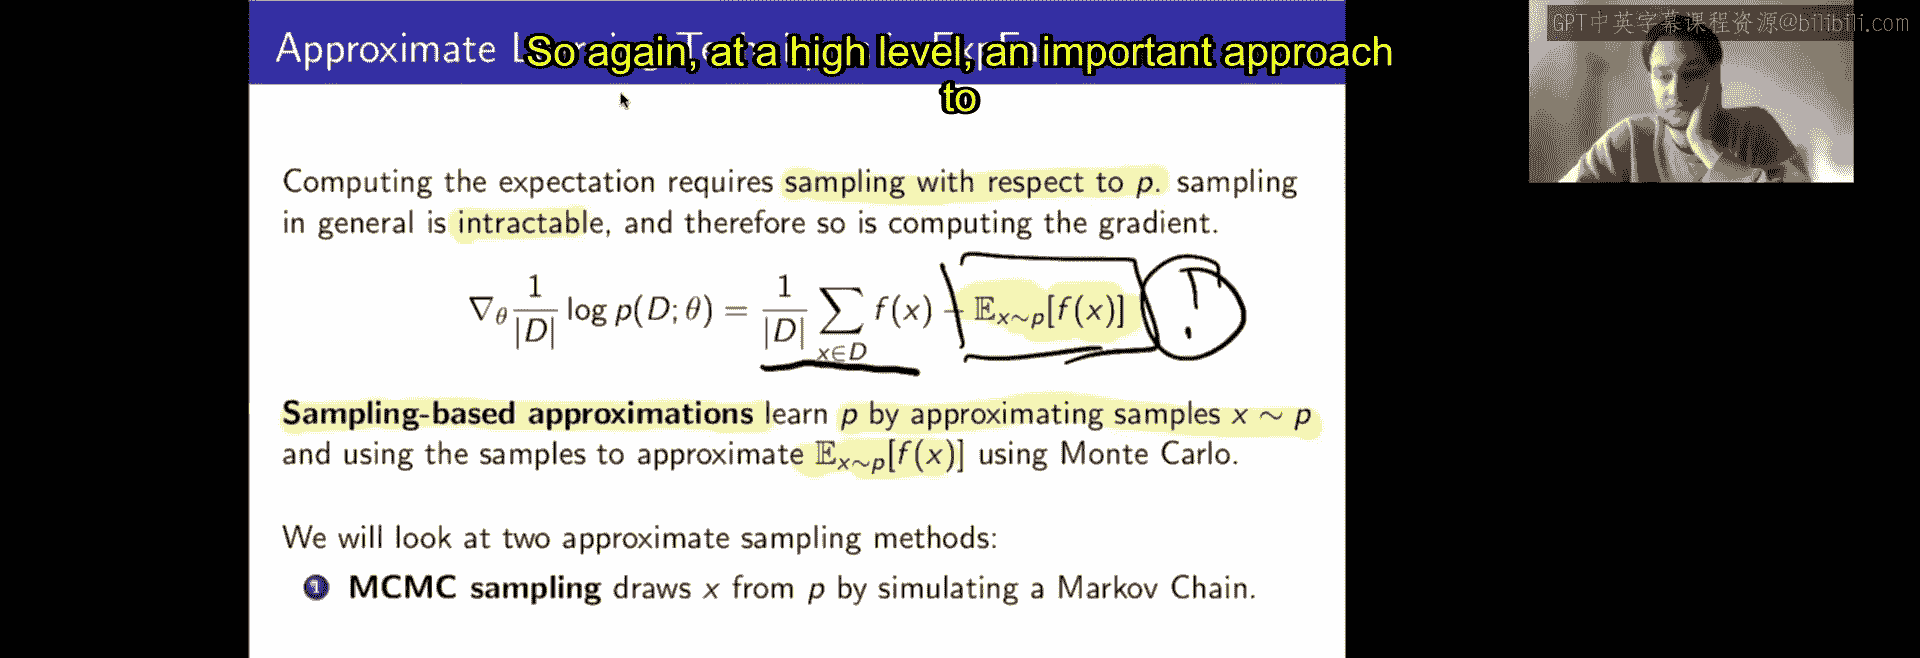 GPT中英字幕课程资源@bilibili.com
Approximate
So again, at a high level, an important approach
to
Computing the expectation requires sampling with respect to p. sampling
in general is intractable, and therefore so is computing the gradient.
∇θ 1/|D| log p(D; θ) = 1/|D| ∑x∈D f(x) − 𝔼x∼p[f(x)]
Sampling-based approximations learn p by approximating samples x ∼ p
and using the samples to approximate 𝔼x∼p[f(x)] using Monte Carlo.
We will look at two approximate sampling methods:
1 MCMC sampling draws x from p by simulating a Markov Chain.